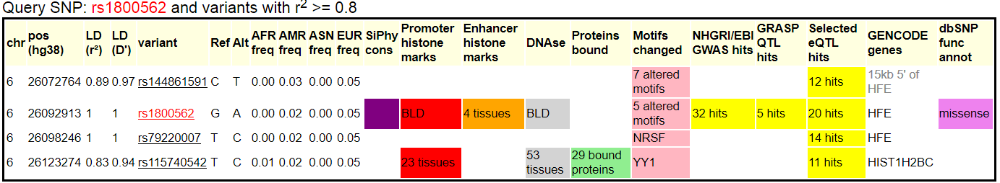 Query SNP: rs1800562 and variants with r² >= 0.8
chr pos (hg38) LD (r²) LD (D') variant Ref Alt AFR freq AMR freq ASN freq EUR freq SiPhy cons Promoter histone marks Enhancer histone marks DNAse Proteins bound Motifs changed NHGRI/EBI GWAS hits GRASP QTL hits Selected eQTL hits GENCODE genes dbSNP func annot
6 26072764 0.89 0.97 rs144861591 C T 0.00 0.03 0.00 0.05 7 altered motifs 12 hits 15kb 5' of HFE
6 26092913 1 1 rs1800562 G A 0.00 0.02 0.00 0.05 BLD 4 tissues BLD 5 altered motifs 32 hits 5 hits 20 hits HFE missense
6 26098246 1 1 rs79220007 T C 0.00 0.02 0.00 0.05 NRSF 14 hits HFE
6 26123274 0.83 0.94 rs115740542 T C 0.01 0.02 0.00 0.05 23 tissues 53 tissues 29 bound proteins YY1 11 hits HIST1H2BC